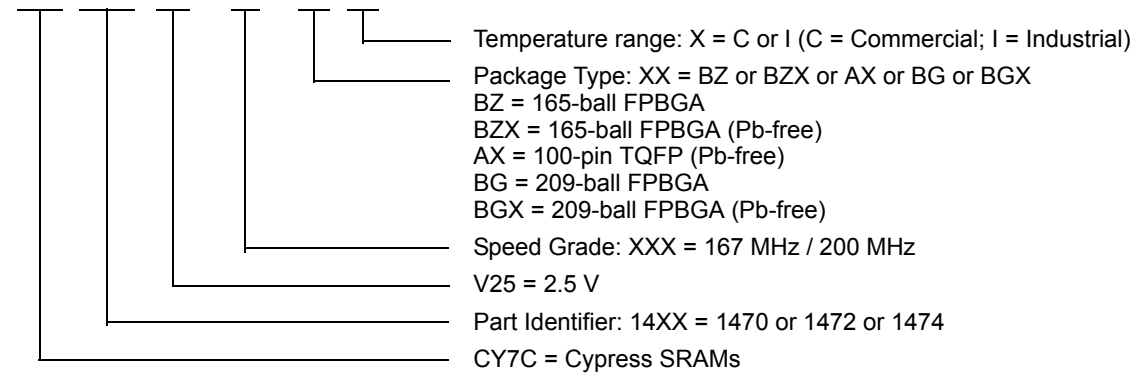 Temperature range: X = C or I (C = Commercial; I = Industrial)
Package Type: XX = BZ or BZX or AX or BG or BGX
BZ = 165-ball FPBGA
BZX = 165-ball FPBGA (Pb-free)
AX = 100-pin TQFP (Pb-free)
BG = 209-ball FPBGA
BGX = 209-ball FPBGA (Pb-free)
Speed Grade: XXX = 167 MHz / 200 MHz
V25 = 2.5 V
Part Identifier: 14XX = 1470 or 1472 or 1474
CY7C = Cypress SRAMs